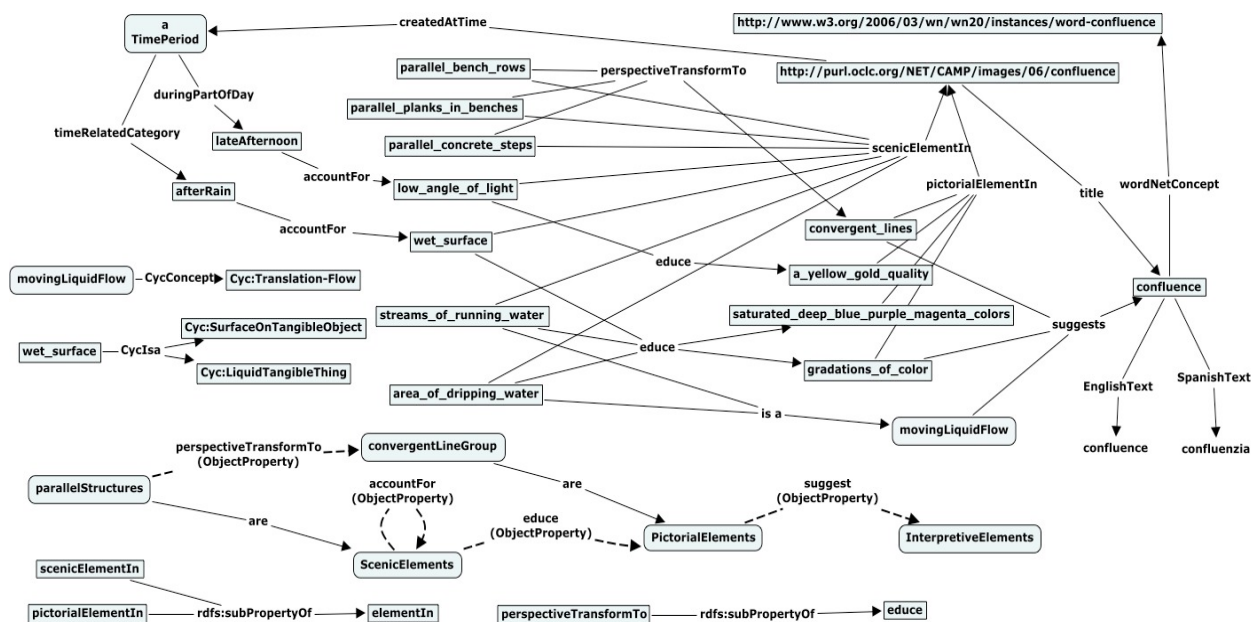 a
TimePeriod
createdAtTime
http://www.w3.org/2006/03/wn/wn20/instances/word-confluence
parallel_bench_rows
perspectiveTransformTo
http://purl.oclc.org/NET/CAMP/images/06/confluence
duringPartOfDay
parallel_planks_in_benches
timeRelatedCategory
lateAfternoon
parallel_concrete_steps
scenicElementIn
accountFor
afterRain
low_angle_of_light
pictorialElementIn
title
wordNetConcept
accountFor
wet_surface
convergent_lines
educe
movingLiquidFlow
CycConcept
Cyc:Translation-Flow
a_yellow_gold_quality
confluence
streams_of_running_water
saturated_deep_blue_purple_magenta_colors
suggests
Cyc:SurfaceOnTangibleObject
wet_surface
CycIsa
educe
Cyc:LiquidTangibleThing
gradations_of_color
EnglishText
SpanishText
area_of_dripping_water
is a
movingLiquidFlow
confluence
confluenzia
perspectiveTransformTo
(ObjectProperty)
convergentLineGroup
parallelStructures
accountFor
(ObjectProperty)
are
suggest
(ObjectProperty)
are
educe
(ObjectProperty)
PictorialElements
InterpretiveElements
ScenicElements
scenicElementIn
pictorialElementIn
rdfs:subPropertyOf
elementIn
perspectiveTransformTo
rdfs:subPropertyOf
educe